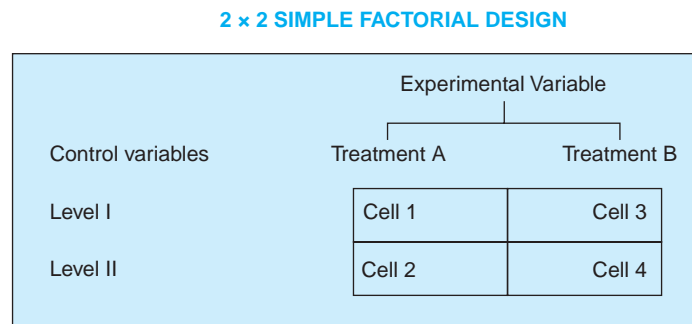 2 × 2 SIMPLE FACTORIAL DESIGN
Experimental Variable
Control variables Treatment A Treatment B
Level I Cell 1 Cell 3
Level II Cell 2 Cell 4